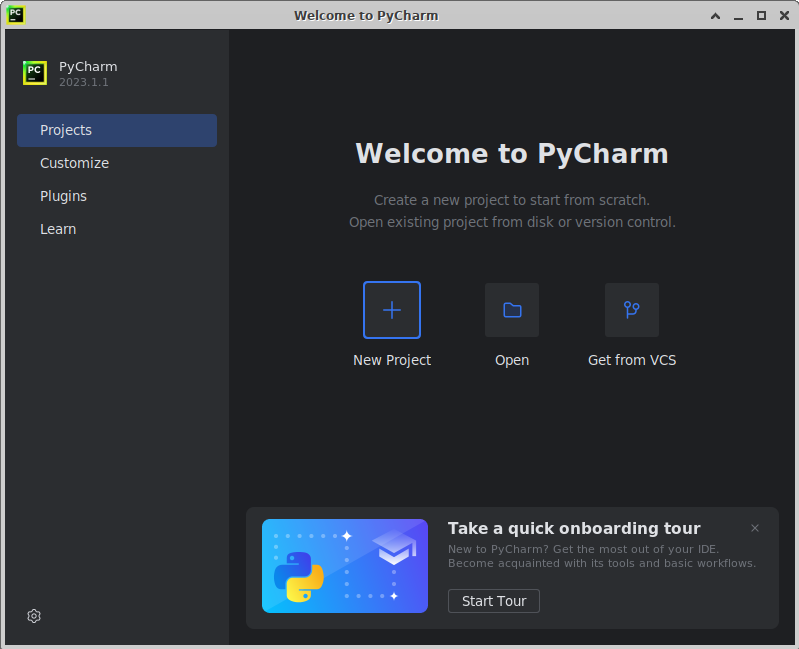 Welcome to PyCharm
PC
PyCharm
2023.1.1
Projects
Customize
Plugins
Learn
Welcome to PyCharm
Create a new project to start from scratch.
Open existing project from disk or version control.
New Project
Open
Get from VCS
Take a quick onboarding tour
New to PyCharm? Get the most out of your IDE.
Become acquainted with its tools and basic workflows.
Start Tour